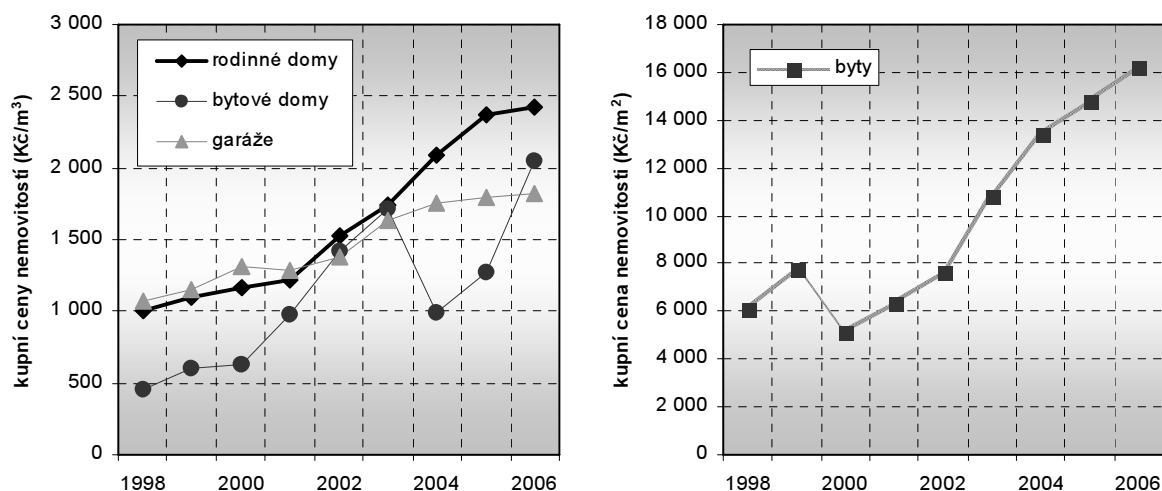 kupní ceny nemovitostí (Kč/m³)
3 000
2 500
2 000
1 500
1 000
500
0
rodinné domy
bytové domy
garáže
1998 2000 2002 2004 2006
kupní cena nemovitostí (Kč/m²)
18 000
16 000
14 000
12 000
10 000
8 000
6 000
4 000
2 000
0
byty
1998 2000 2002 2004 2006